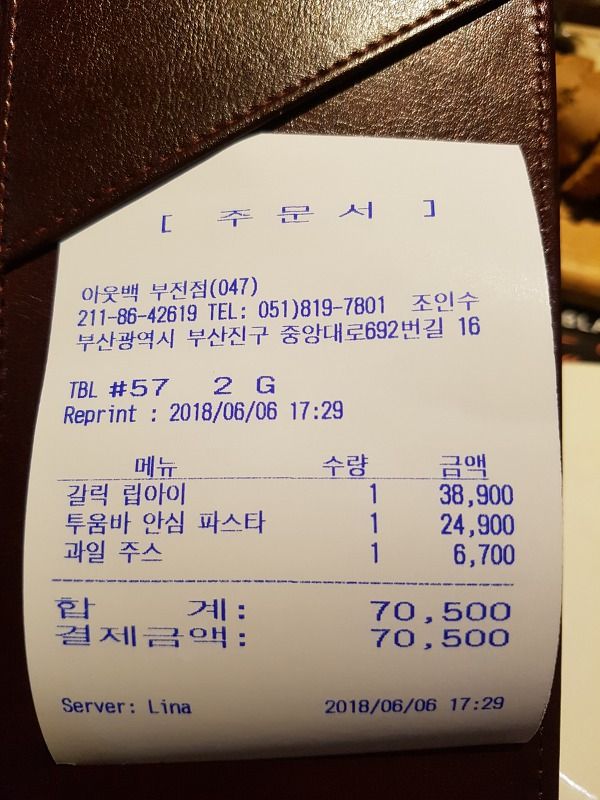 [ 주 문 서 ]
아웃백 부전점(047)
211-86-42619 TEL: 051)819-7801 조인수
부산광역시 부산진구 중앙대로692번길 16
TBL #57 2 G
Reprint : 2018/06/06 17:29
메뉴 수량 금액
갈릭 립아이 1 38,900
투움바 안심 파스타 1 24,900
과일 주스 1 6,700
합 계: 70,500
결제금액: 70,500
Server: Lina 2018/06/06 17:29